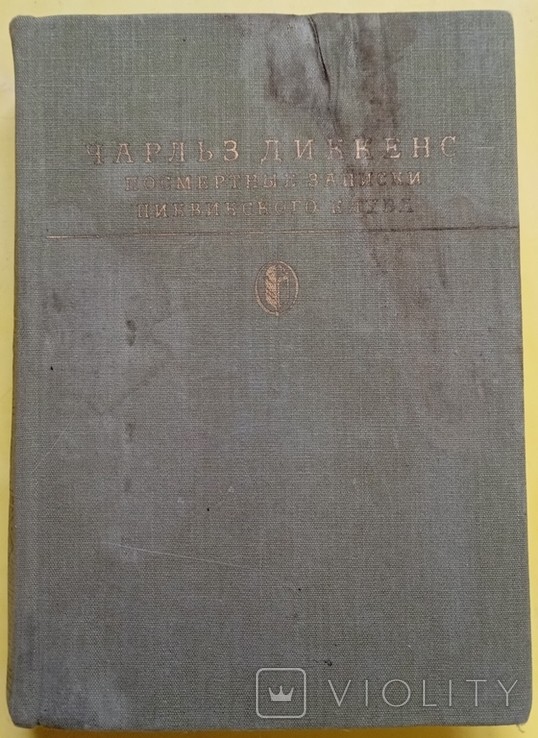 ЧАРЛЬЗ ДИККЕНС
ПОСМЕРТНЫЕ ЗАПИСКИ
ПИКВИКСКОГО КЛУБА
VIOLITY